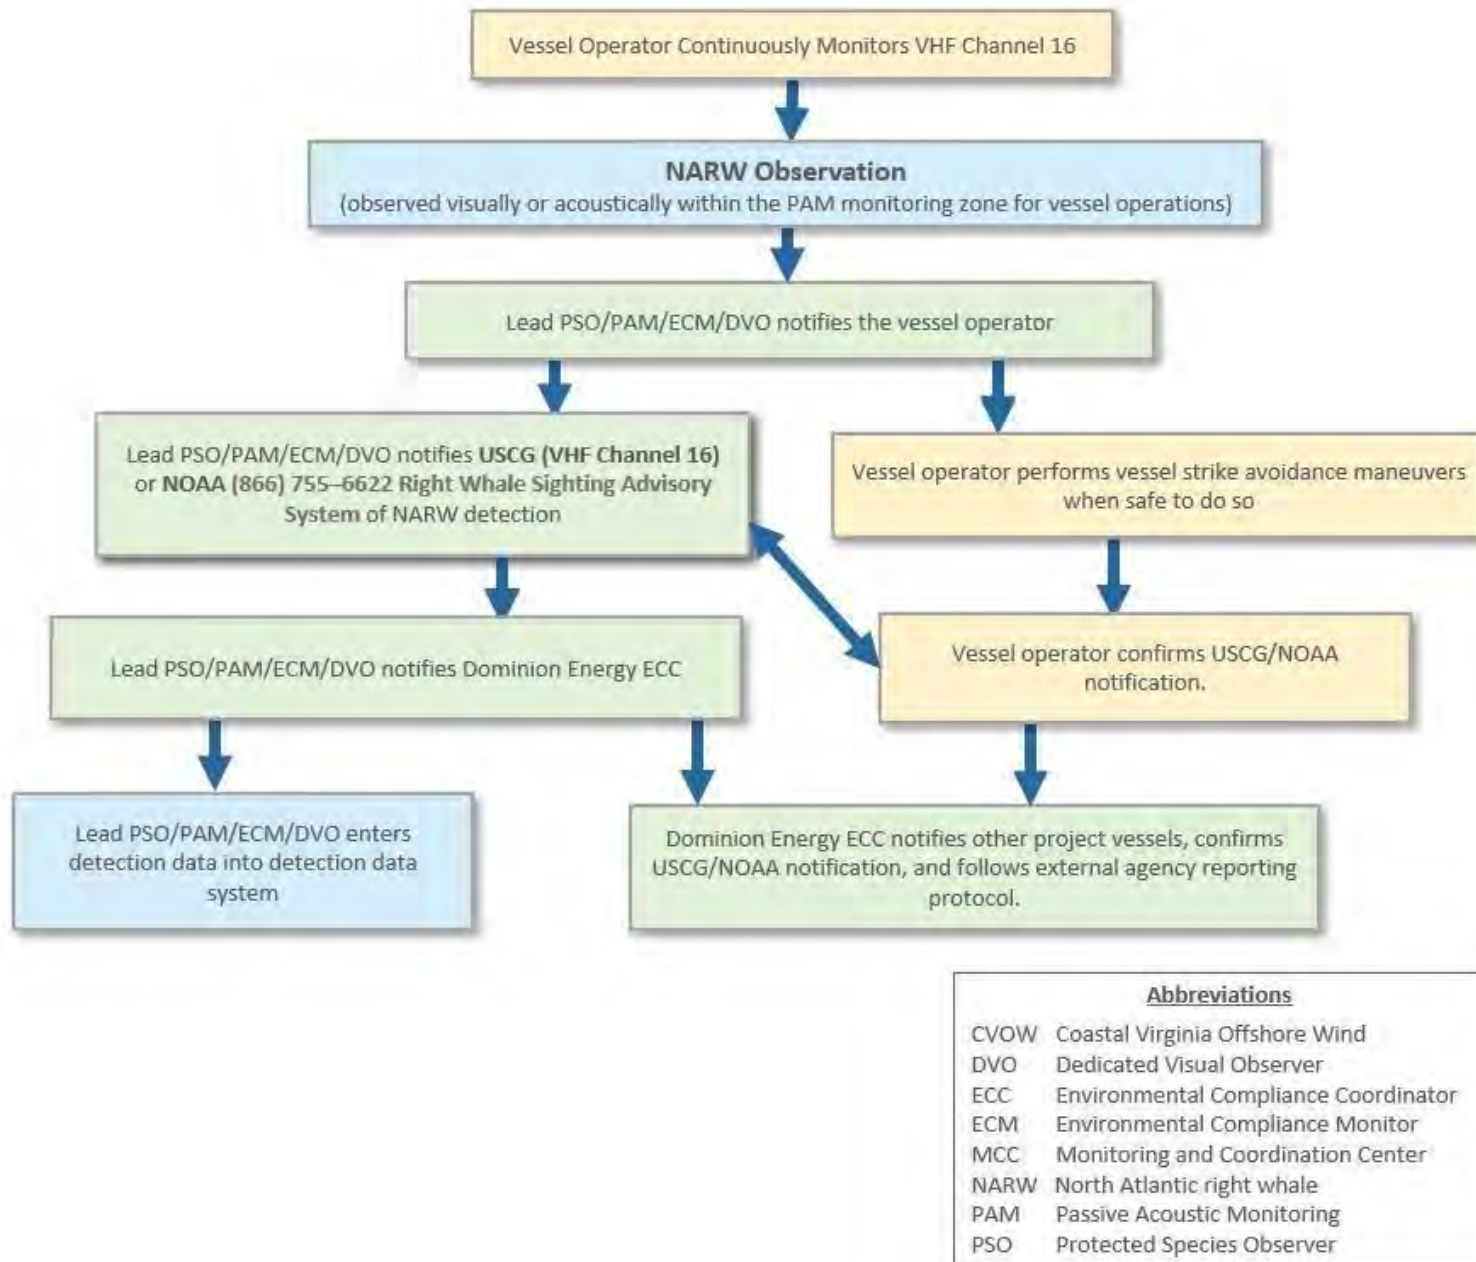 Vessel Operator Continuously Monitors VHF Channel 16
NARW Observation
(observed visually or acoustically within the PAM monitoring zone for vessel operations)
Lead PSO/PAM/ECM/DVO notifies the vessel operator
Lead PSO/PAM/ECM/DVO notifies USCG (VHF Channel 16)
or NOAA (866) 755–6622 Right Whale Sighting Advisory
System of NARW detection
Vessel operator performs vessel strike avoidance maneuvers
when safe to do so
Lead PSO/PAM/ECM/DVO notifies Dominion Energy ECC
Vessel operator confirms USCG/NOAA
notification.
Lead PSO/PAM/ECM/DVO enters
detection data into detection data
system
Dominion Energy ECC notifies other project vessels, confirms
USCG/NOAA notification, and follows external agency reporting
protocol.
Abbreviations
CVOW Coastal Virginia Offshore Wind
DVO Dedicated Visual Observer
ECC Environmental Compliance Coordinator
ECM Environmental Compliance Monitor
MCC Monitoring and Coordination Center
NARW North Atlantic right whale
PAM Passive Acoustic Monitoring
PSO Protected Species Observer